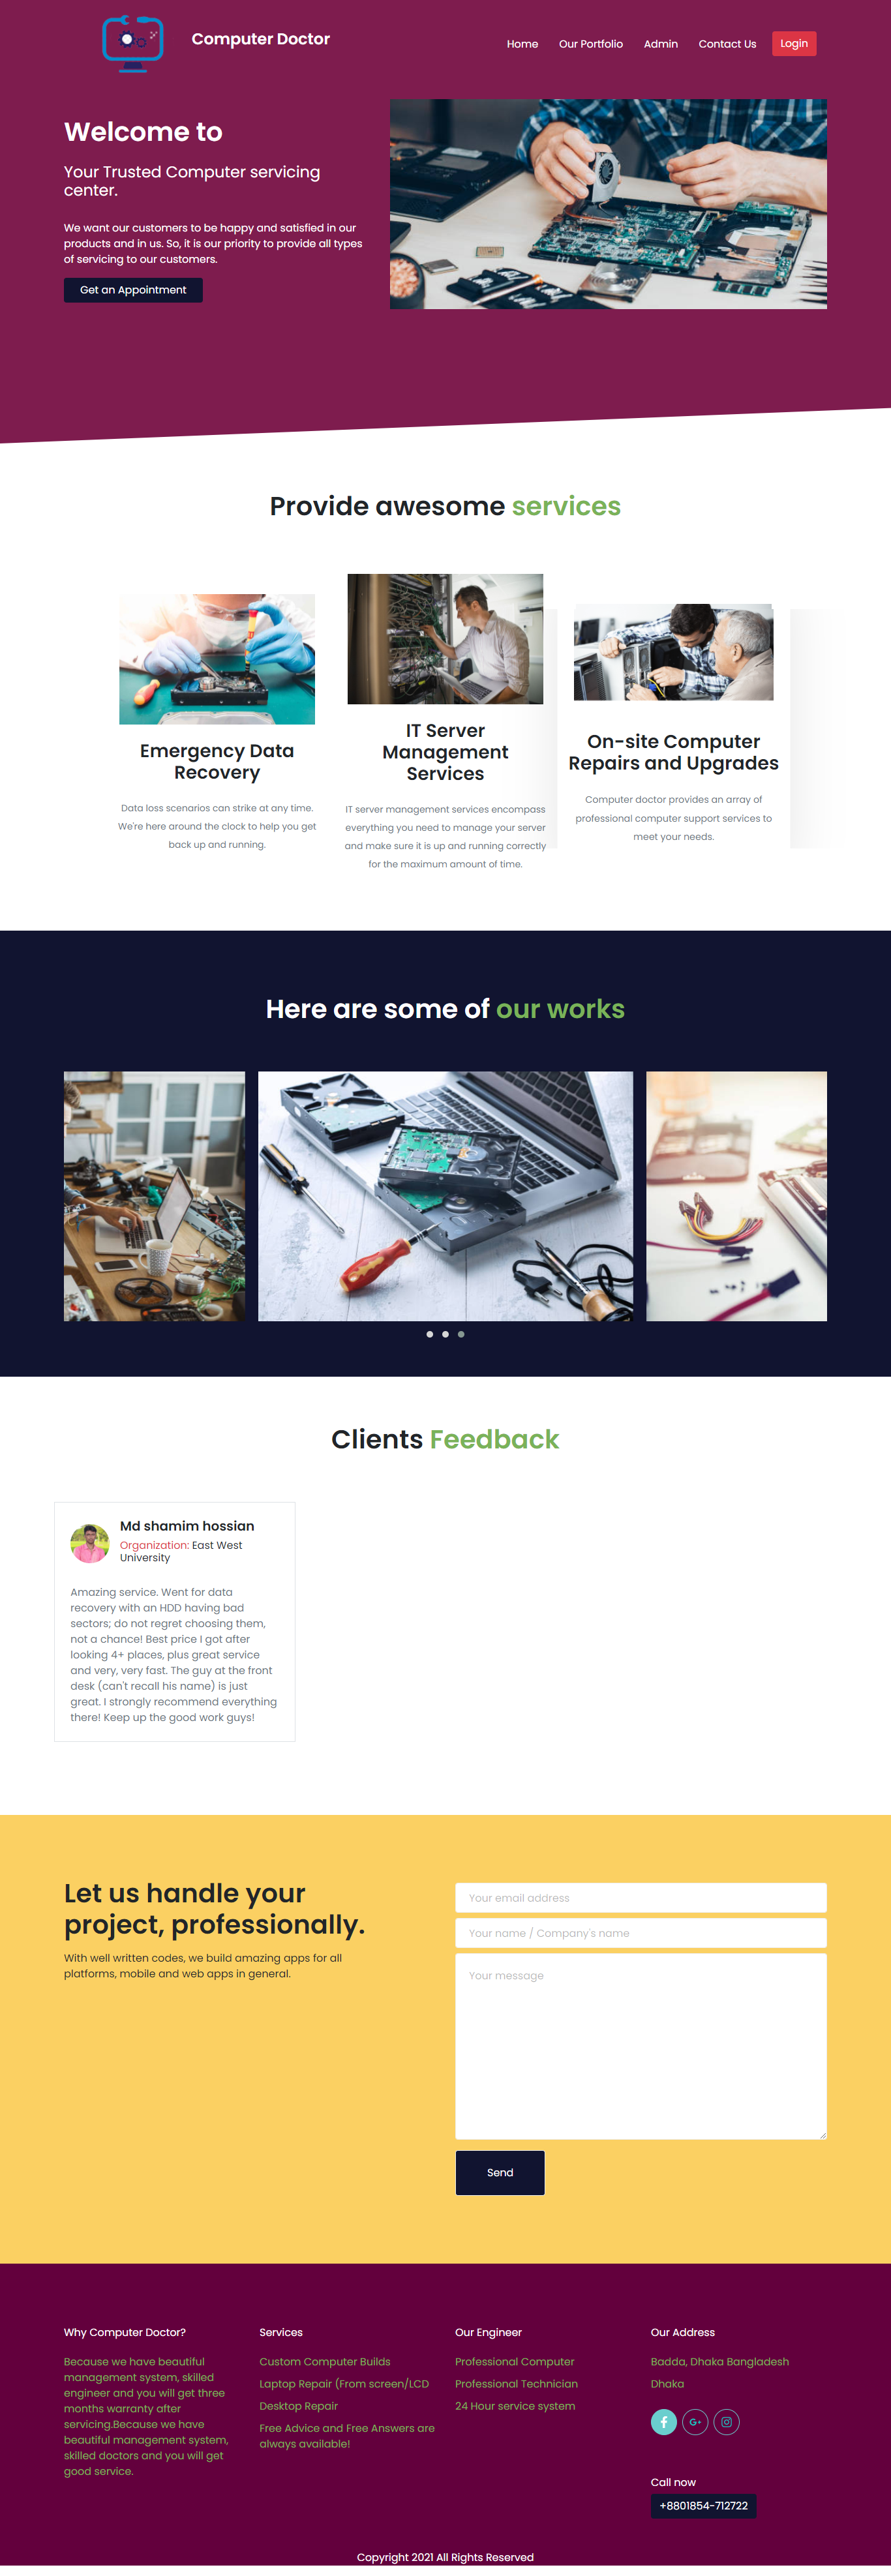 Computer Doctor
Home Our Portfolio Admin Contact Us Login
Welcome to
Your Trusted Computer servicing
center.
We want our customers to be happy and satisfied in our
products and in us. So, it is our priority to provide all types
of servicing to our customers.
Get an Appointment
Provide awesome services
Emergency Data
Recovery
Data loss scenarios can strike at any time.
We're here around the clock to help you get
back up and running.
IT Server
Management
Services
IT server management services encompass
everything you need to manage your server
and make sure it is up and running correctly
for the maximum amount of time.
On-site Computer
Repairs and Upgrades
Computer doctor provides an array of
professional computer support services to
meet your needs.
Here are some of our works
Clients Feedback
Md shamim hossian
Organization: East West
University
Amazing service. Went for data
recovery with an HDD having bad
sectors; do not regret choosing them,
not a chance! Best price I got after
looking 4+ places, plus great service
and very, very fast. The guy at the front
desk (can't recall his name) is just
great. I strongly recommend everything
there! Keep up the good work guys!
Let us handle your
project, professionally.
With well written codes, we build amazing apps for all
platforms, mobile and web apps in general.
Your email address
Your name / Company's name
Your message
Send
Why Computer Doctor?
Because we have beautiful
management system, skilled
engineer and you will get three
months warranty after
servicing.Because we have
beautiful management system,
skilled doctors and you will get
good service.
Services
Custom Computer Builds
Laptop Repair (From screen/LCD
Desktop Repair
Free Advice and Free Answers are
always available!
Our Engineer
Professional Computer
Professional Technician
24 Hour service system
Our Address
Badda, Dhaka Bangladesh
Dhaka
Call now
+8801854-712722
Copyright 2021 All Rights Reserved